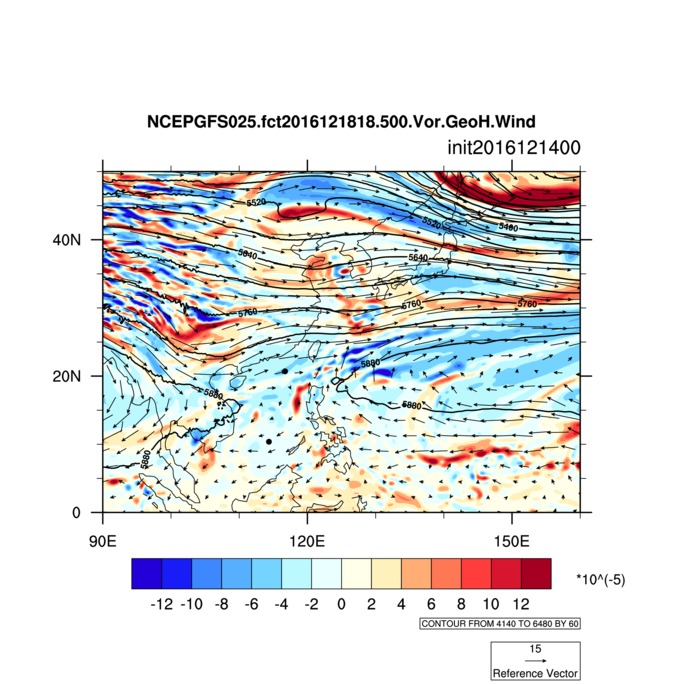 NCEPGFS025.fct2016121818.500.Vor.GeoH.Wind
init2016121400
5520
5520
5460
40N
5640
5640
5760
5760
5760
20N
5880
5880
5880
5880
0
90E 120E 150E
-12 -10 -8 -6 -4 -2 0 2 4 6 8 10 12
*10^(-5)
CONTOUR FROM 4140 TO 6480 BY 60
15
Reference Vector